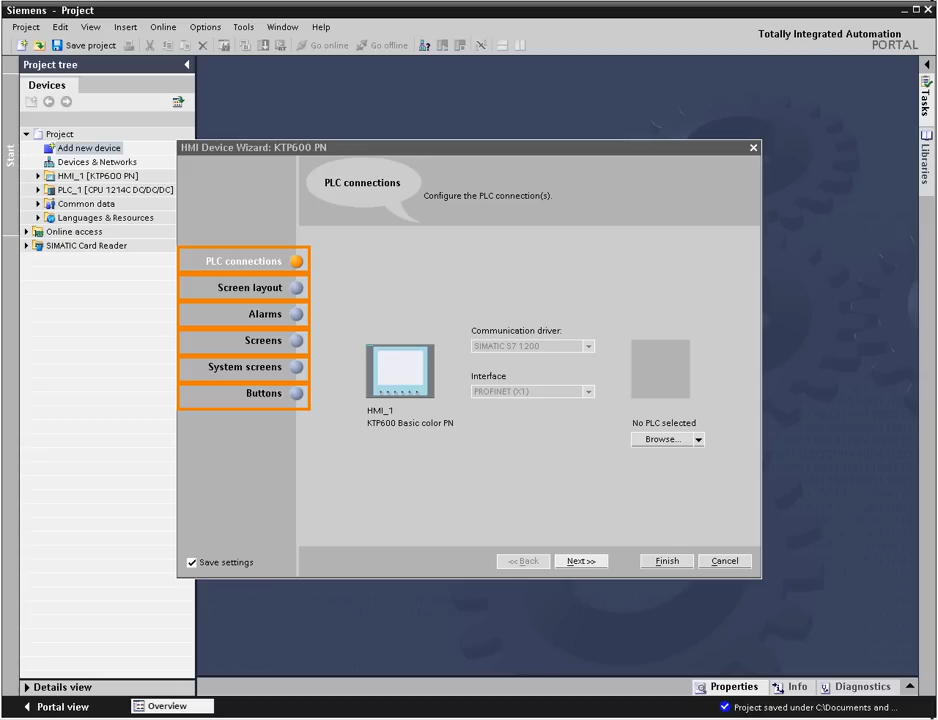 Siemens - Project
Project Edit View Insert Online Options Tools Window Help
Save project Go online Go offline
Totally Integrated Automation
PORTAL
Project tree
Devices
Start
Project
Add new device
Devices & Networks
HMI_1 [KTP600 PN]
PLC_1 [CPU 1214C DC/DC/DC]
Common data
Languages & Resources
Online access
SIMATIC Card Reader
HMI Device Wizard: KTP600 PN
PLC connections
Configure the PLC connection(s).
PLC connections
Screen layout
Alarms
Screens
System screens
Buttons
Communication driver:
SIMATIC S7 1200
Interface
PROFINET (X1)
HMI_1
KTP600 Basic color PN
No PLC selected
Browse...
Save settings
<< Back Next >> Finish Cancel
Tasks
Libraries
Details view
Properties Info Diagnostics
Portal view Overview
Project saved under C:\Documents and ...